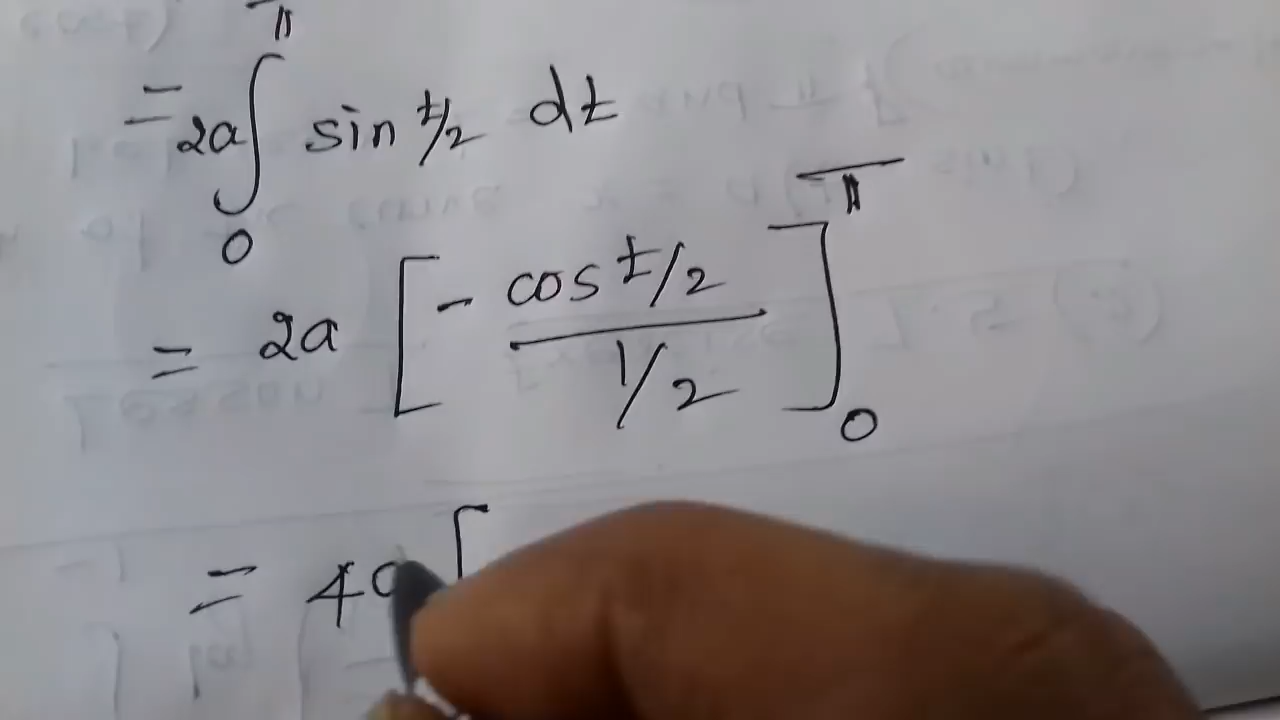 = 2a ∫₀^π sin t/2 dt
= 2a [ - cos t/2 / 1/2 ]₀^π
= 4a [